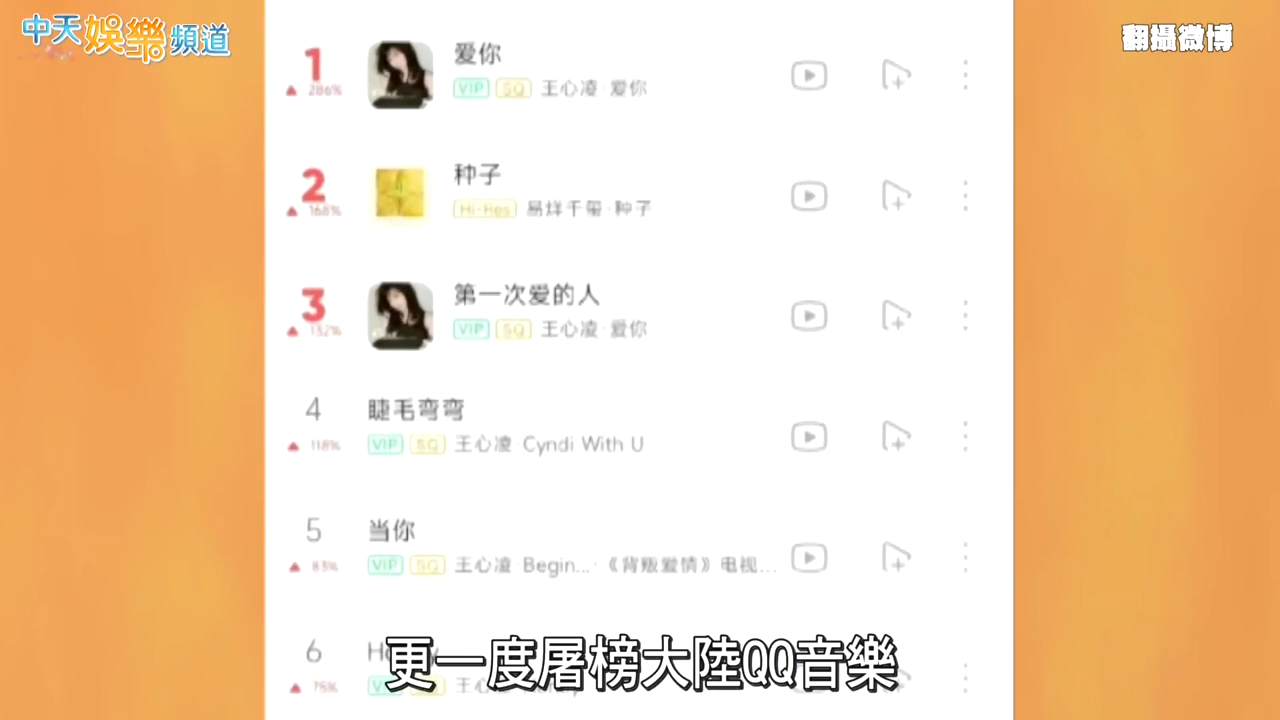 中天娛樂頻道
翻攝微博
1
286%
爱你
VIP SQ 王心凌·爱你
2
168%
种子
Hi-Res 易烊千玺·种子
3
132%
第一次爱的人
VIP SQ 王心凌·爱你
4
118%
睫毛弯弯
VIP SQ 王心凌 Cyndi With U
5
83%
当你
VIP SQ 王心凌 Begin...·《背叛爱情》电视...
6
75%
更一度屠榜大陸QQ音樂
王心凌